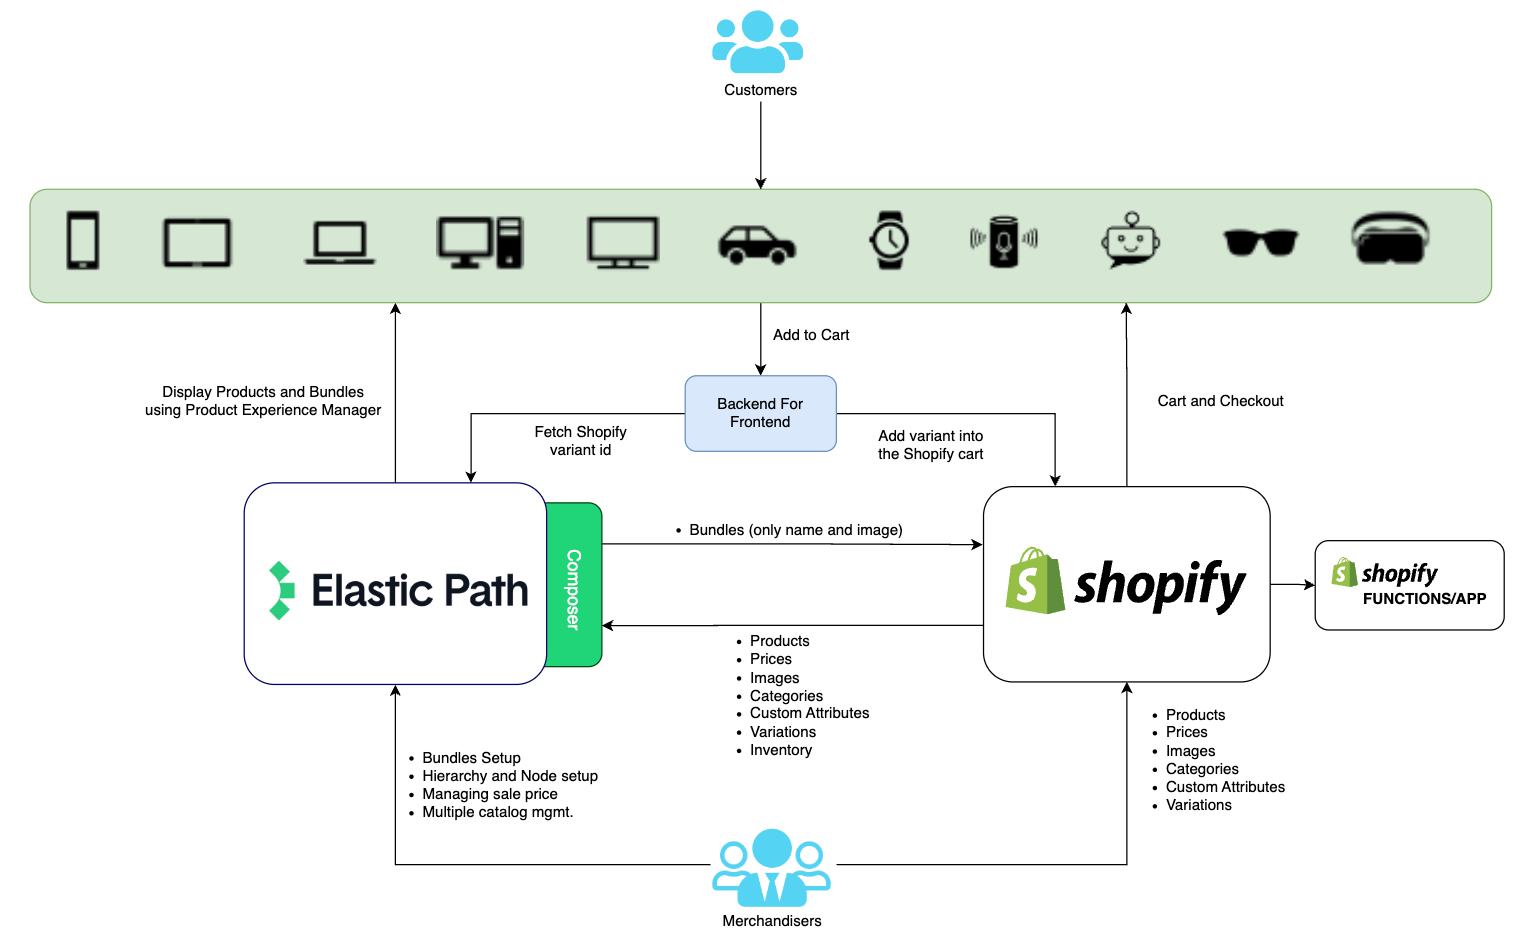 Customers
Add to Cart
Display Products and Bundles
using Product Experience Manager
Backend For
Frontend
Cart and Checkout
Fetch Shopify
variant id
Add variant into
the Shopify cart
• Bundles (only name and image)
Elastic Path
Composer
shopify
shopify
FUNCTIONS/APP
• Products
• Prices
• Images
• Categories
• Custom Attributes
• Variations
• Inventory
• Products
• Prices
• Images
• Categories
• Custom Attributes
• Variations
• Bundles Setup
• Hierarchy and Node setup
• Managing sale price
• Multiple catalog mgmt.
Merchandisers